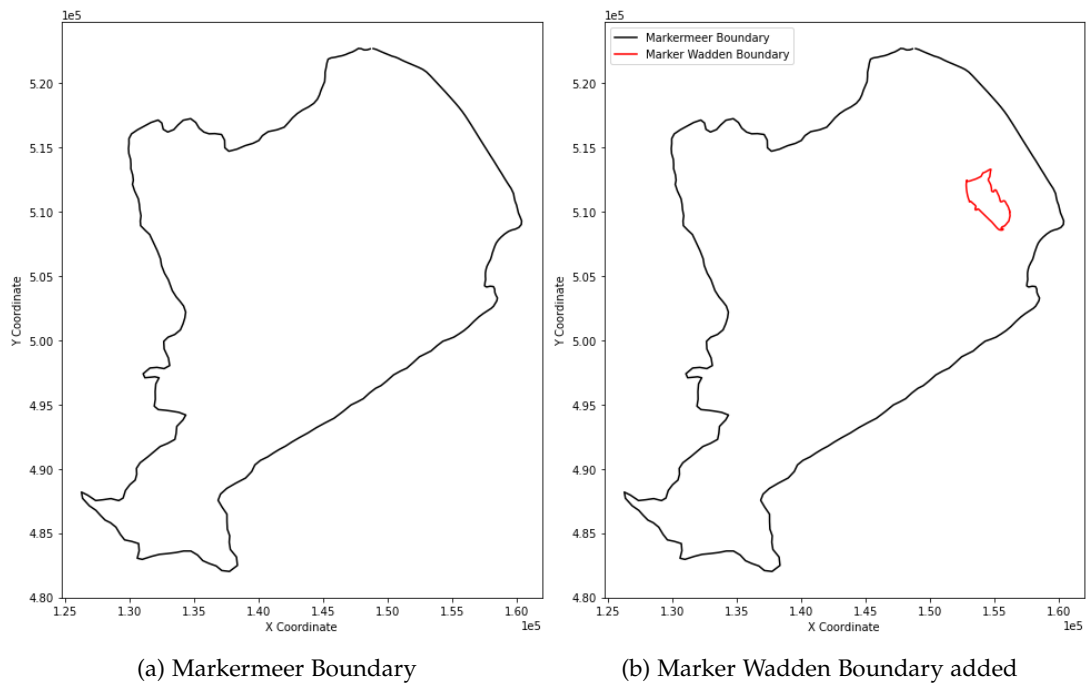 1e5
5.20
5.15
5.10
5.05
5.00
4.95
4.90
4.85
4.80
Y Coordinate
1.25 1.30 1.35 1.40 1.45 1.50 1.55 1.60
1e5
X Coordinate
(a) Markermeer Boundary
1e5
Markermeer Boundary
Marker Wadden Boundary
5.20
5.15
5.10
5.05
5.00
4.95
4.90
4.85
4.80
Y Coordinate
1.25 1.30 1.35 1.40 1.45 1.50 1.55 1.60
1e5
X Coordinate
(b) Marker Wadden Boundary added